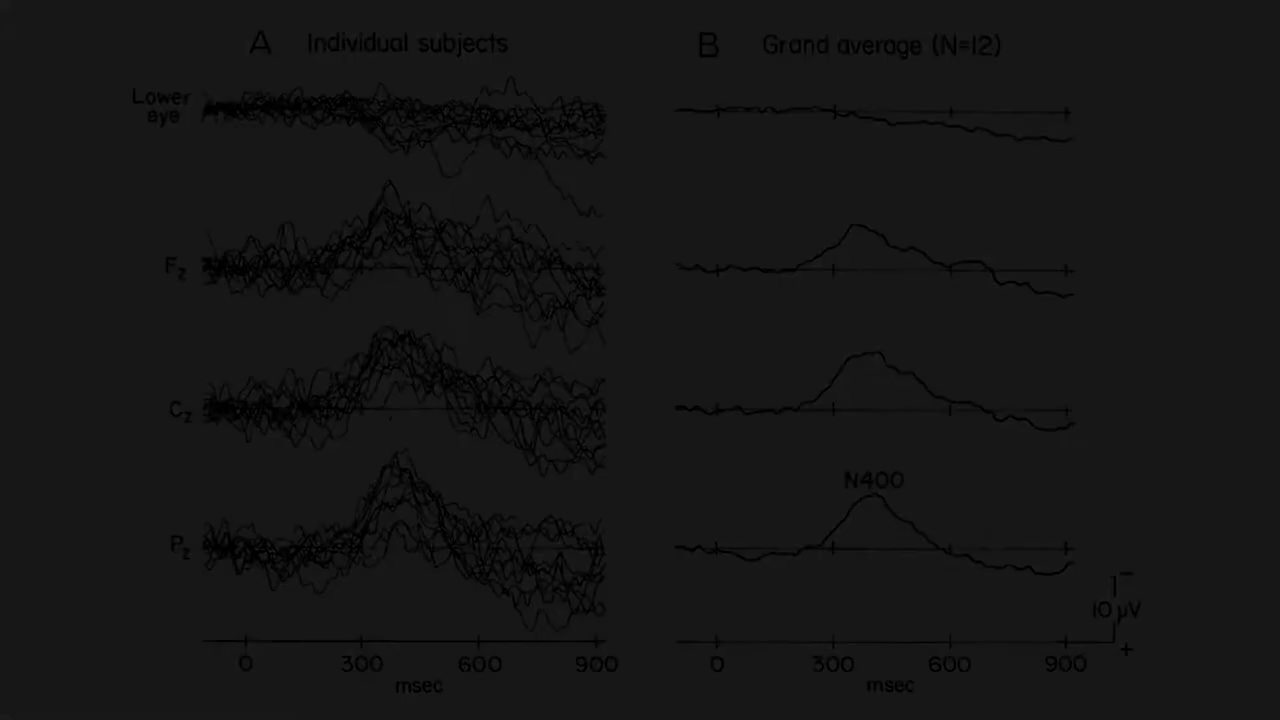 A Individual subjects
B Grand average (N=12)
Lower
eye
Fz
Cz
Pz
N400
−
10 µV
+
0 300 600 900
msec
0 300 600 900
msec